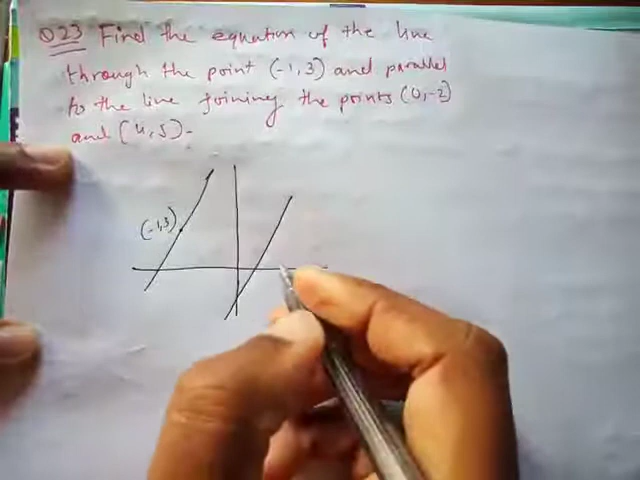 Q23 Find the equation of the line
through the point (-1,3) and parallel
to the line joining the points (0,-2)
and (4,5).
(-1,3)